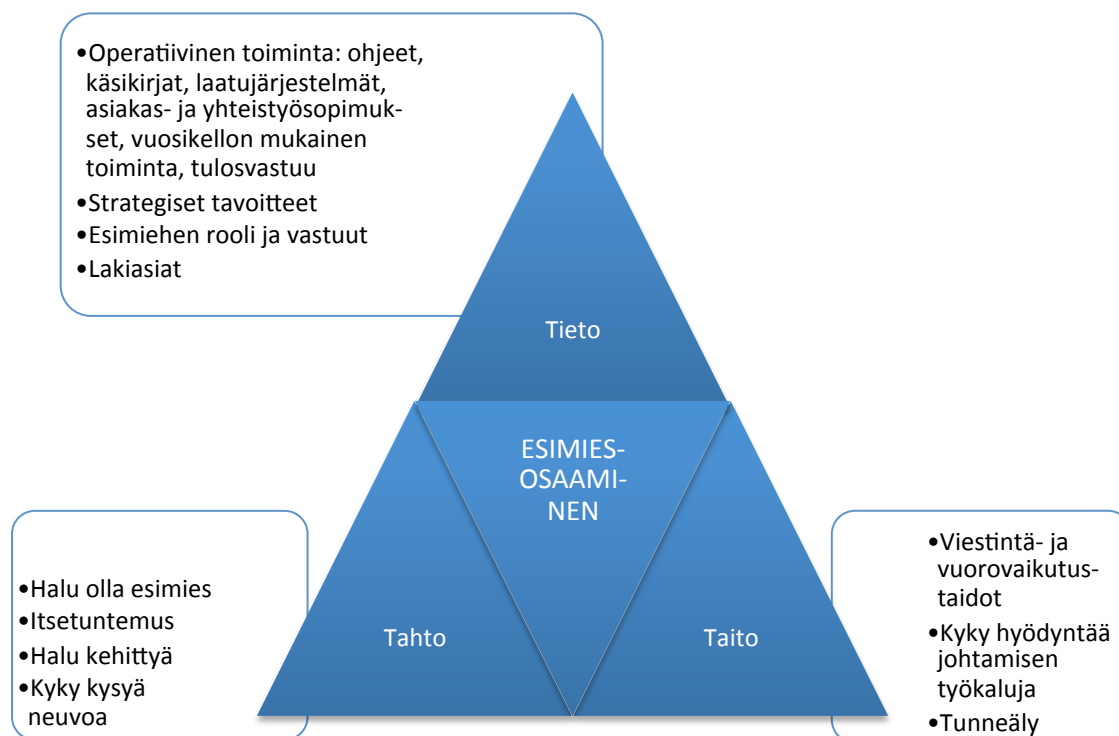 •Operatiivinen toiminta: ohjeet,
käsikirjat, laatujärjestelmät,
asiakas- ja yhteistyösopimuk-
set, vuosikellon mukainen
toiminta, tulosvastuu
•Strategiset tavoitteet
•Esimiehen rooli ja vastuut
•Lakiasiat
Tieto
ESIMIES-
OSAAMI-
NEN
•Halu olla esimies
•Itsetuntemus
•Halu kehittyä
•Kyky kysyä
neuvoa
Tahto
Taito
•Viestintä- ja
vuorovaikutus-
taidot
•Kyky hyödyntää
johtamisen
työkaluja
•Tunneäly